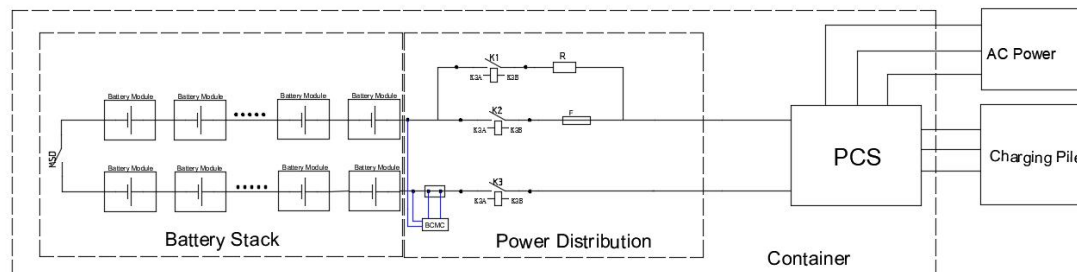 AC Power
K1
R
K3A
K3B
Battery Module
Battery Module
Battery Module
Battery Module
K2
F
K3A
K3B
MSD
PCS
Charging Pile
Battery Module
Battery Module
Battery Module
Battery Module
K3
K3A
K3B
BCMC
Battery Stack
Power Distribution
Container